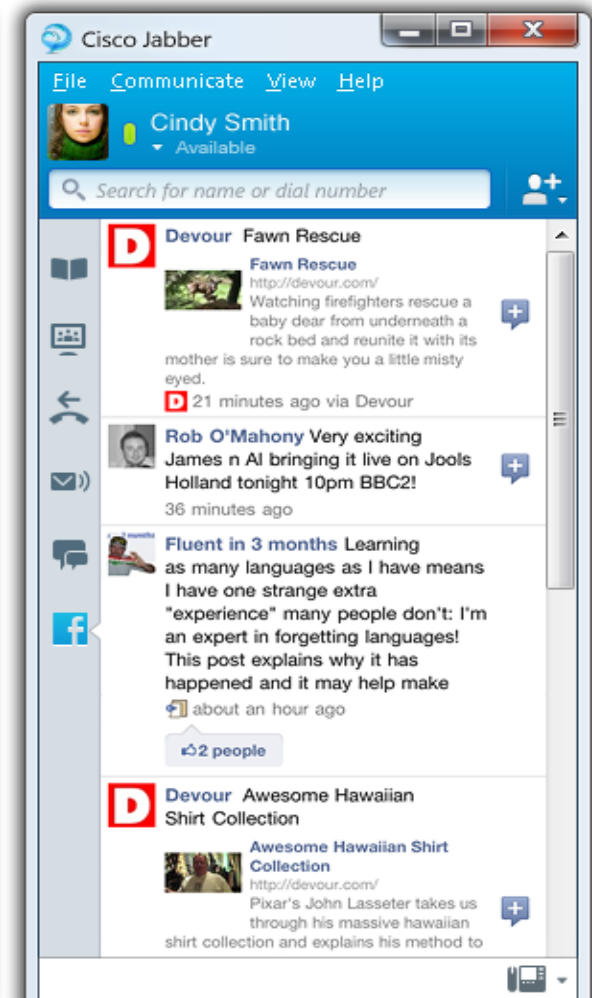 Cisco Jabber
File Communicate View Help
Cindy Smith
Available
Search for name or dial number
D
Devour Fawn Rescue
Fawn Rescue
http://devour.com/
Watching firefighters rescue a
baby dear from underneath a
rock bed and reunite it with its
mother is sure to make you a little misty
eyed.
D 21 minutes ago via Devour
Rob O'Mahony Very exciting
James n Al bringing it live on Jools
Holland tonight 10pm BBC2!
36 minutes ago
Fluent in 3 months Learning
as many languages as I have means
I have one strange extra
"experience" many people don't: I'm
an expert in forgetting languages!
This post explains why it has
happened and it may help make
about an hour ago
2 people
f
D
Devour Awesome Hawaiian
Shirt Collection
Awesome Hawaiian Shirt
Collection
http://devour.com/
Pixar's John Lasseter takes us
through his massive hawaiian
shirt collection and explains his method to